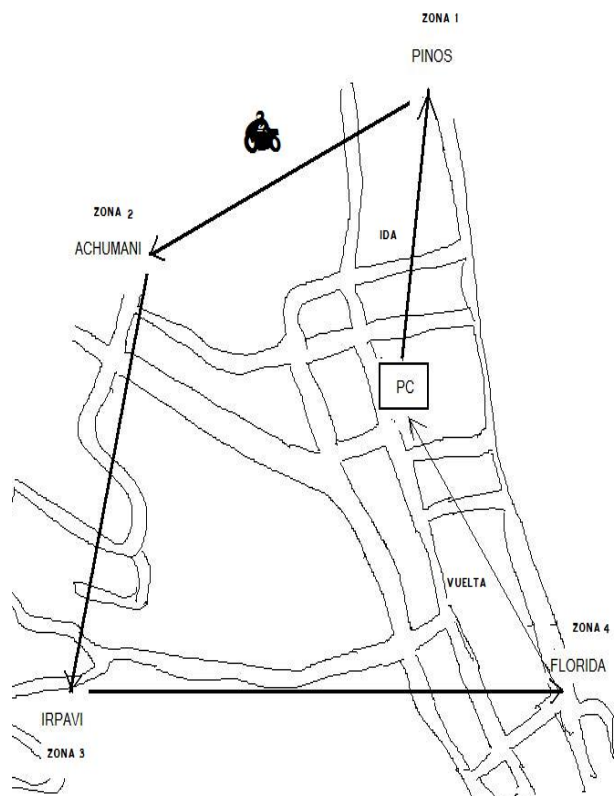 ZONA 1
PINOS
ZONA 2
ACHUMANI
IDA
PC
VUELTA
ZONA 4
FLORIDA
IRPAVI
ZONA 3